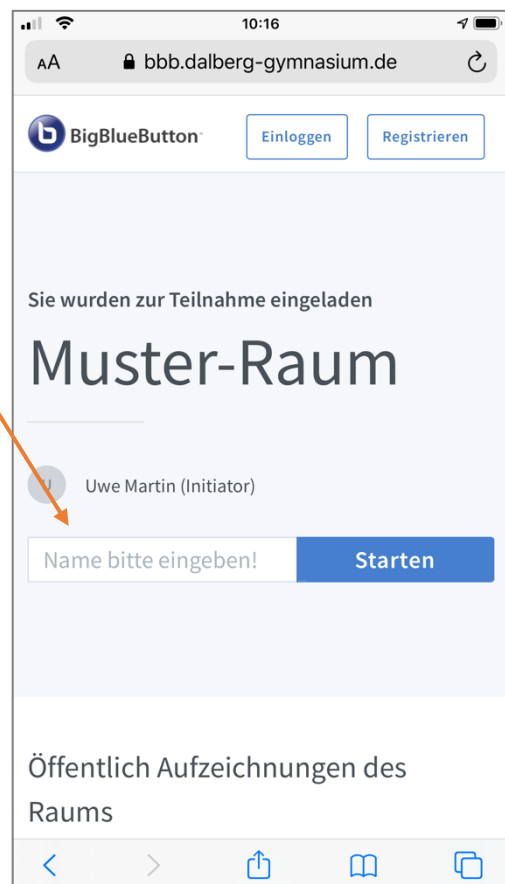 10:16
AA bbb.dalberg-gymnasium.de
b BigBlueButton Einloggen Registrieren
Sie wurden zur Teilnahme eingeladen
Muster-Raum
U Uwe Martin (Initiator)
Name bitte eingeben! Starten
Öffentlich Aufzeichnungen des
Raums